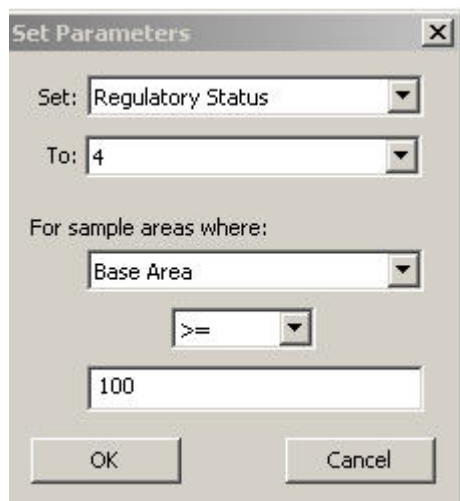 Set Parameters
Set: Regulatory Status
To: 4
For sample areas where:
Base Area
>=
100
OK Cancel